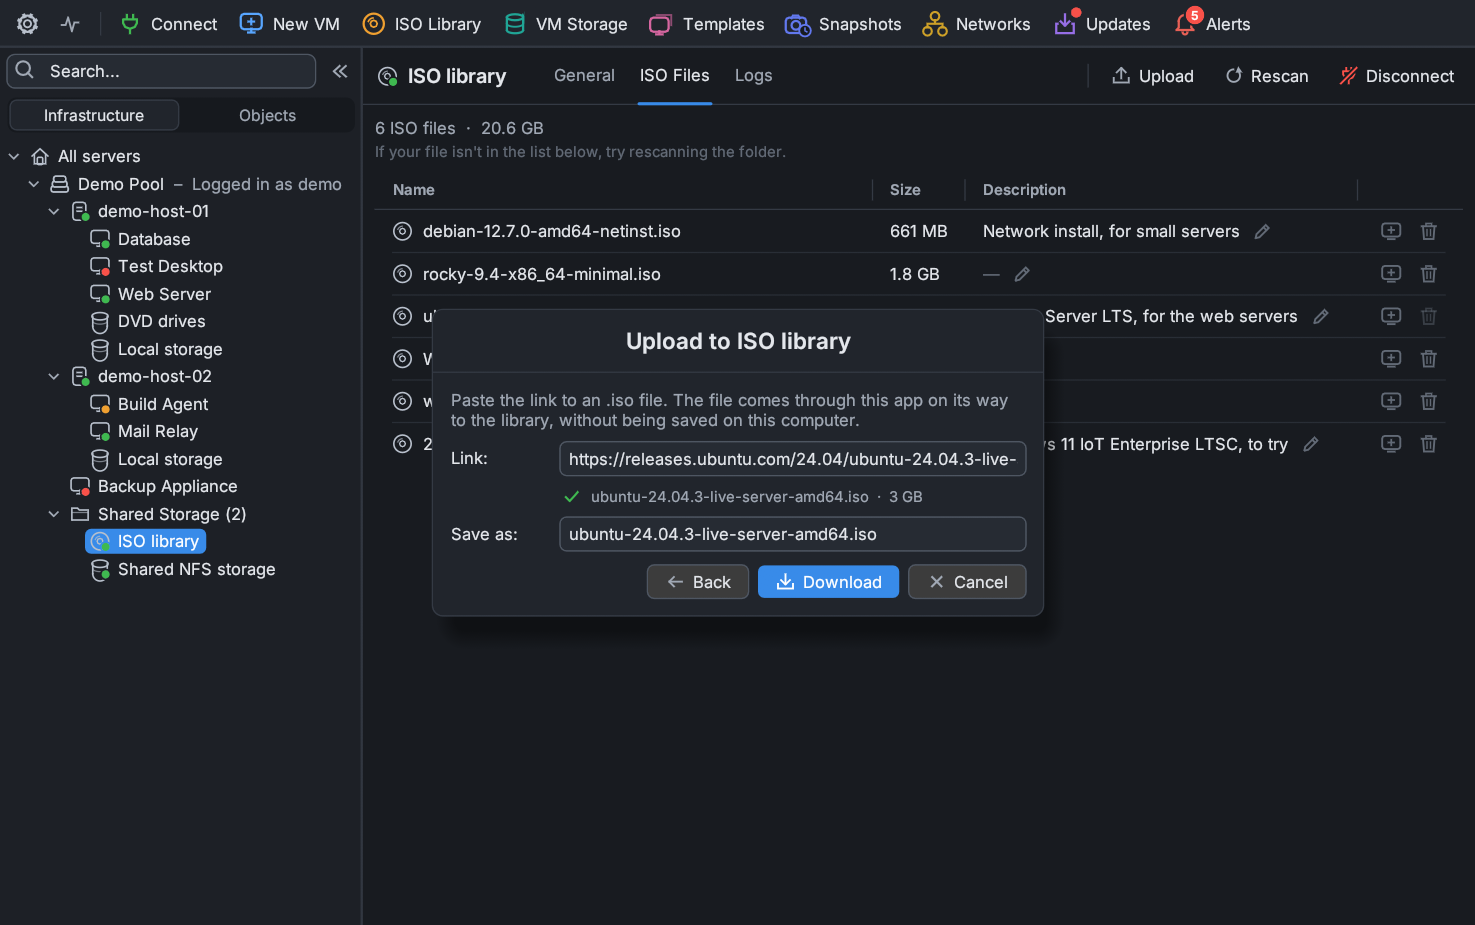 Connect
New VM
ISO Library
VM Storage
Templates
Snapshots
Networks
Updates
5
Alerts
Search...
Infrastructure
Objects
All servers
Demo Pool – Logged in as demo
demo-host-01
Database
Test Desktop
Web Server
DVD drives
Local storage
demo-host-02
Build Agent
Mail Relay
Local storage
Backup Appliance
Shared Storage (2)
ISO library
Shared NFS storage
ISO library
General
ISO Files
Logs
Upload
Rescan
Disconnect
6 ISO files · 20.6 GB
If your file isn't in the list below, try rescanning the folder.
Name Size Description
debian-12.7.0-amd64-netinst.iso 661 MB Network install, for small servers
rocky-9.4-x86_64-minimal.iso 1.8 GB —
Server LTS, for the web servers
11 IoT Enterprise LTSC, to try
Upload to ISO library
Paste the link to an .iso file. The file comes through this app on its way
to the library, without being saved on this computer.
Link: https://releases.ubuntu.com/24.04/ubuntu-24.04.3-live-
ubuntu-24.04.3-live-server-amd64.iso · 3 GB
Save as: ubuntu-24.04.3-live-server-amd64.iso
Back
Download
Cancel